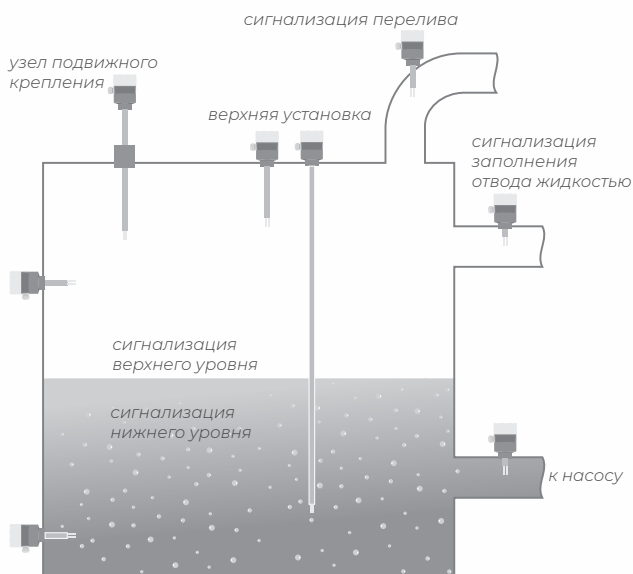 сигнализация перелива
узел подвижного
крепления
верхняя установка
сигнализация
заполнения
отвода жидкостью
сигнализация
верхнего уровня
сигнализация
нижнего уровня
к насосу